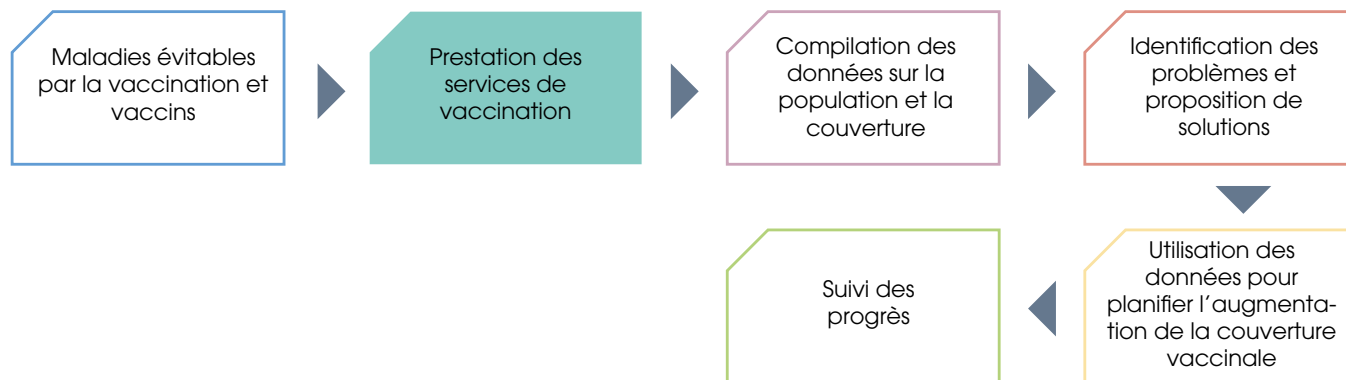 Maladies évitables
par la vaccination et
vaccins
Prestation des
services de
vaccination
Compilation des
données sur la
population et la
couverture
Identification des
problèmes et
proposition de
solutions
Utilisation des
données pour
planifier l’augmenta-
tion de la couverture
vaccinale
Suivi des
progrès